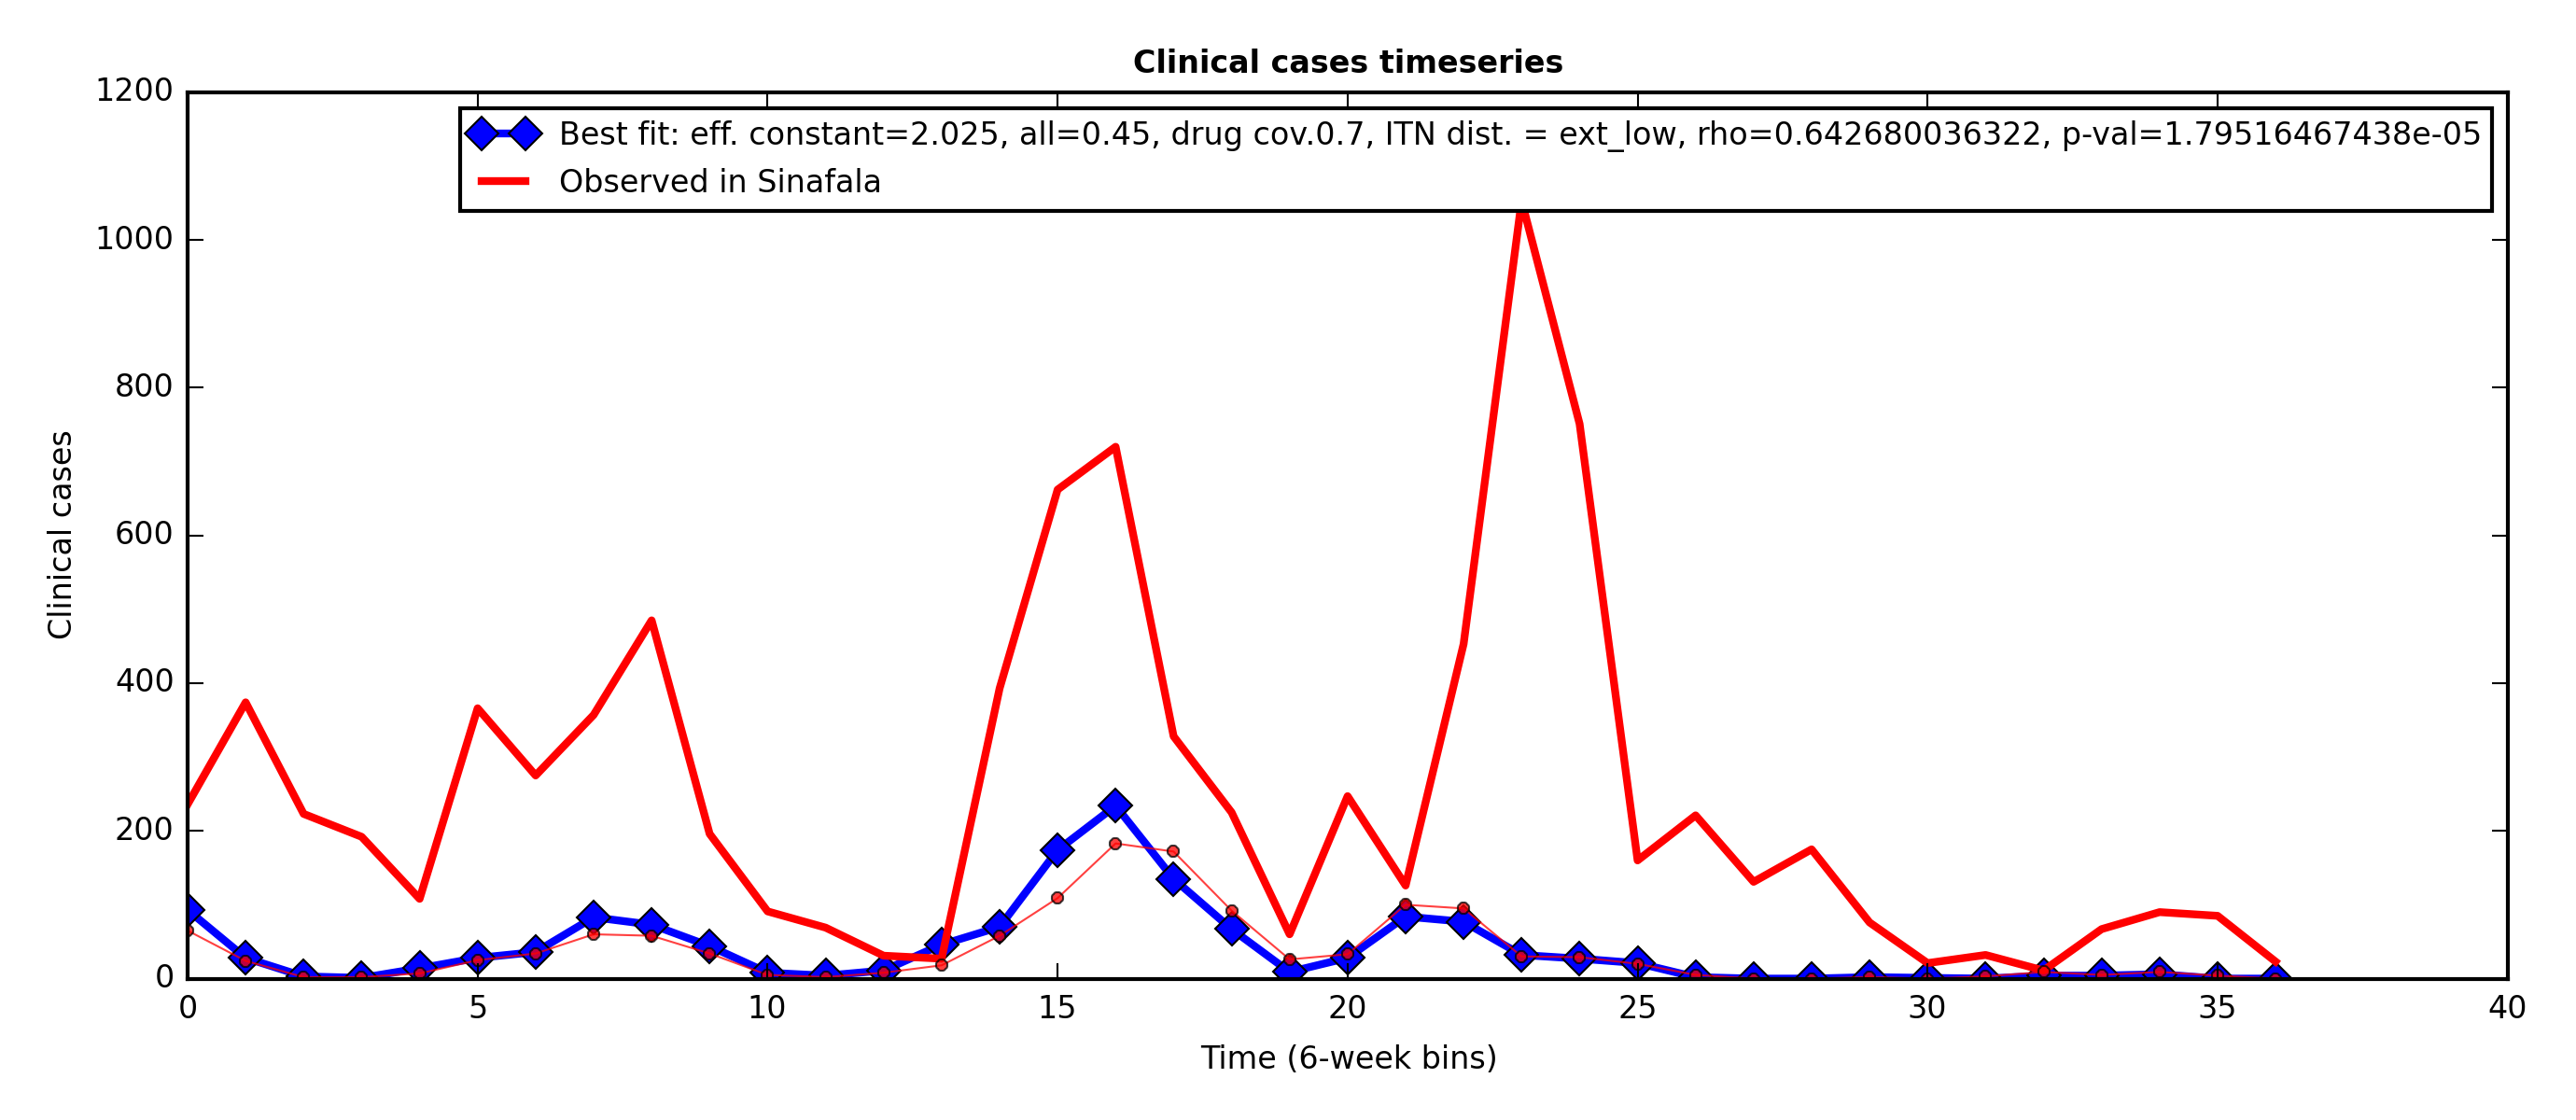 Clinical cases timeseries
1200
1000
800
600
400
200
0
Clinical cases
Best fit: eff. constant=2.025, all=0.45, drug cov.0.7, ITN dist. = ext_low, rho=0.642680036322, p-val=1.79516467438e-05
Observed in Sinafala
0 5 10 15 20 25 30 35 40
Time (6-week bins)